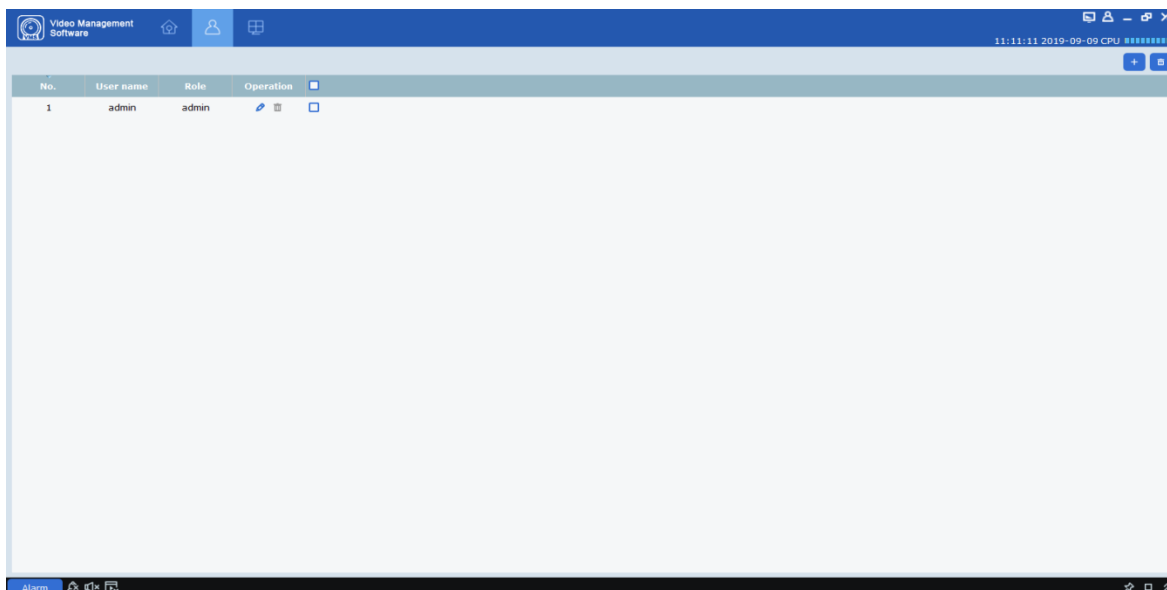 Video Management
Software
11:11:11 2019-09-09 CPU
No. User name Role Operation
1 admin admin
Alarm